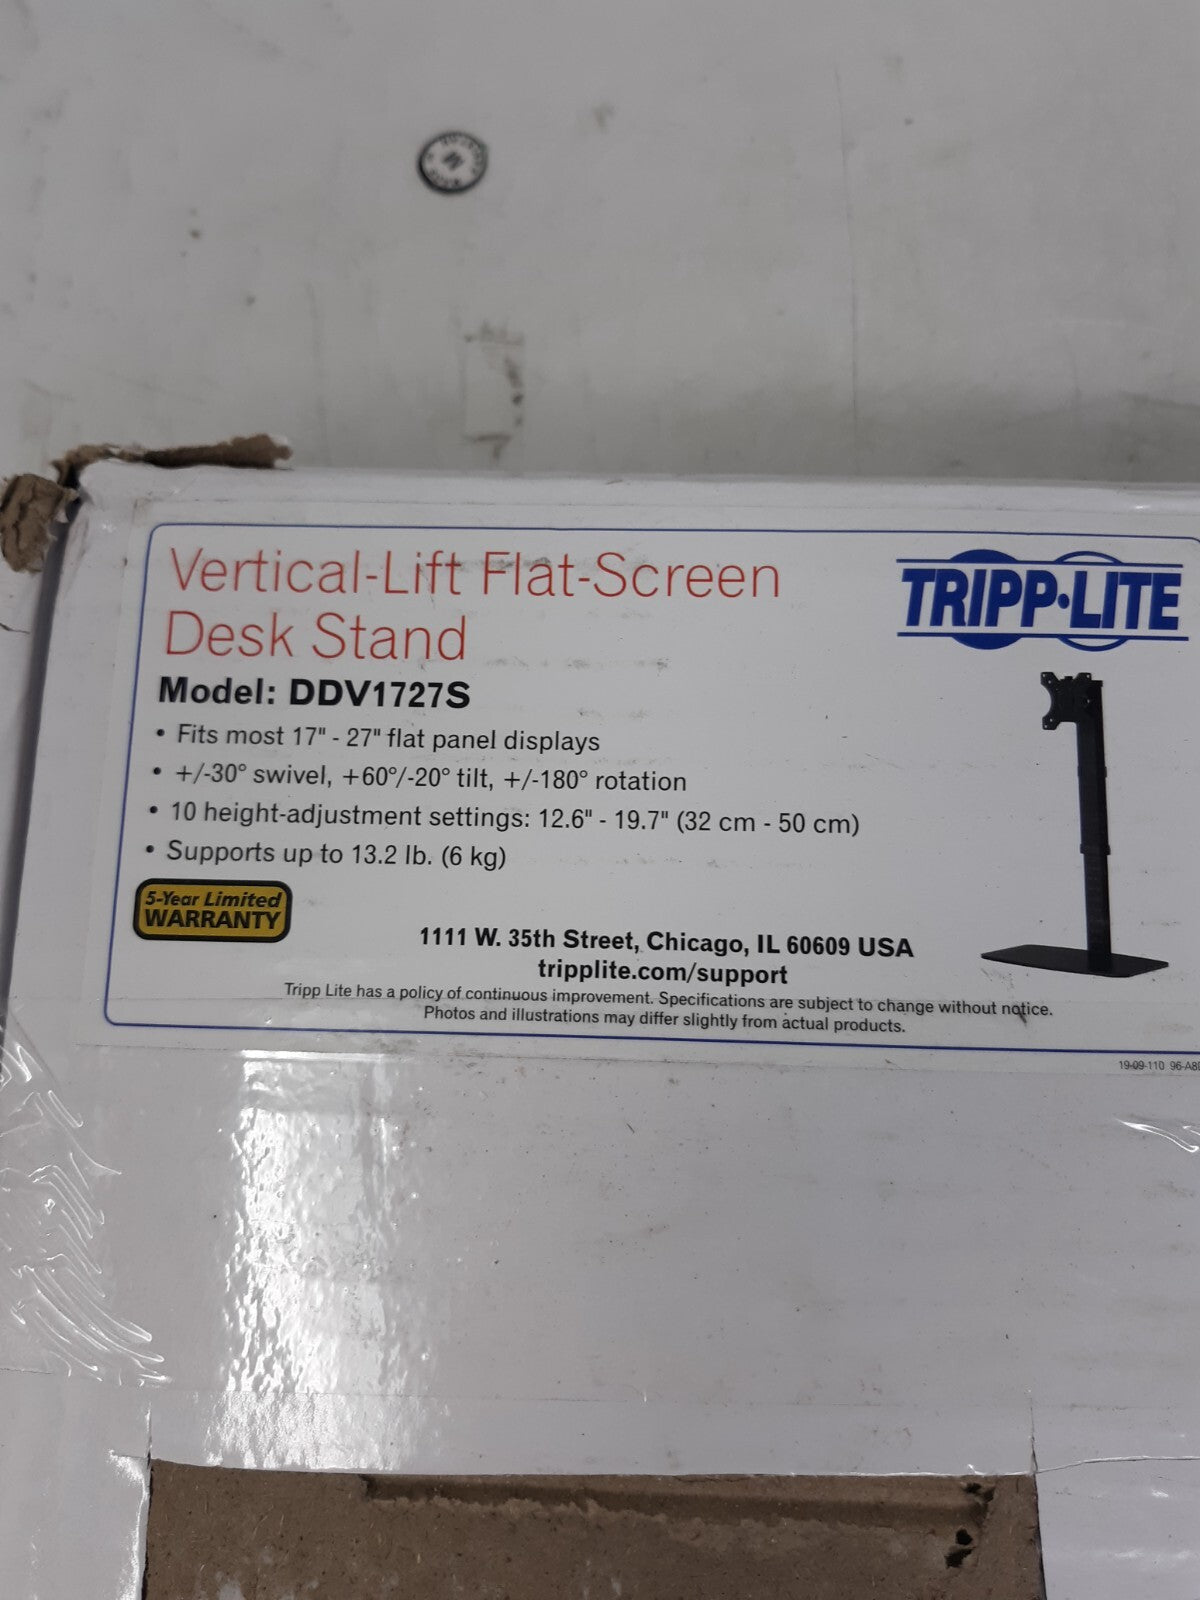 Vertical-Lift Flat-Screen
Desk Stand
TRIPP·LITE
Model: DDV1727S
• Fits most 17" - 27" flat panel displays
• +/-30° swivel, +60°/-20° tilt, +/-180° rotation
• 10 height-adjustment settings: 12.6" - 19.7" (32 cm - 50 cm)
• Supports up to 13.2 lb. (6 kg)
5-Year Limited
WARRANTY
1111 W. 35th Street, Chicago, IL 60609 USA
tripplite.com/support
Tripp Lite has a policy of continuous improvement. Specifications are subject to change without notice.
Photos and illustrations may differ slightly from actual products.
19-09-110